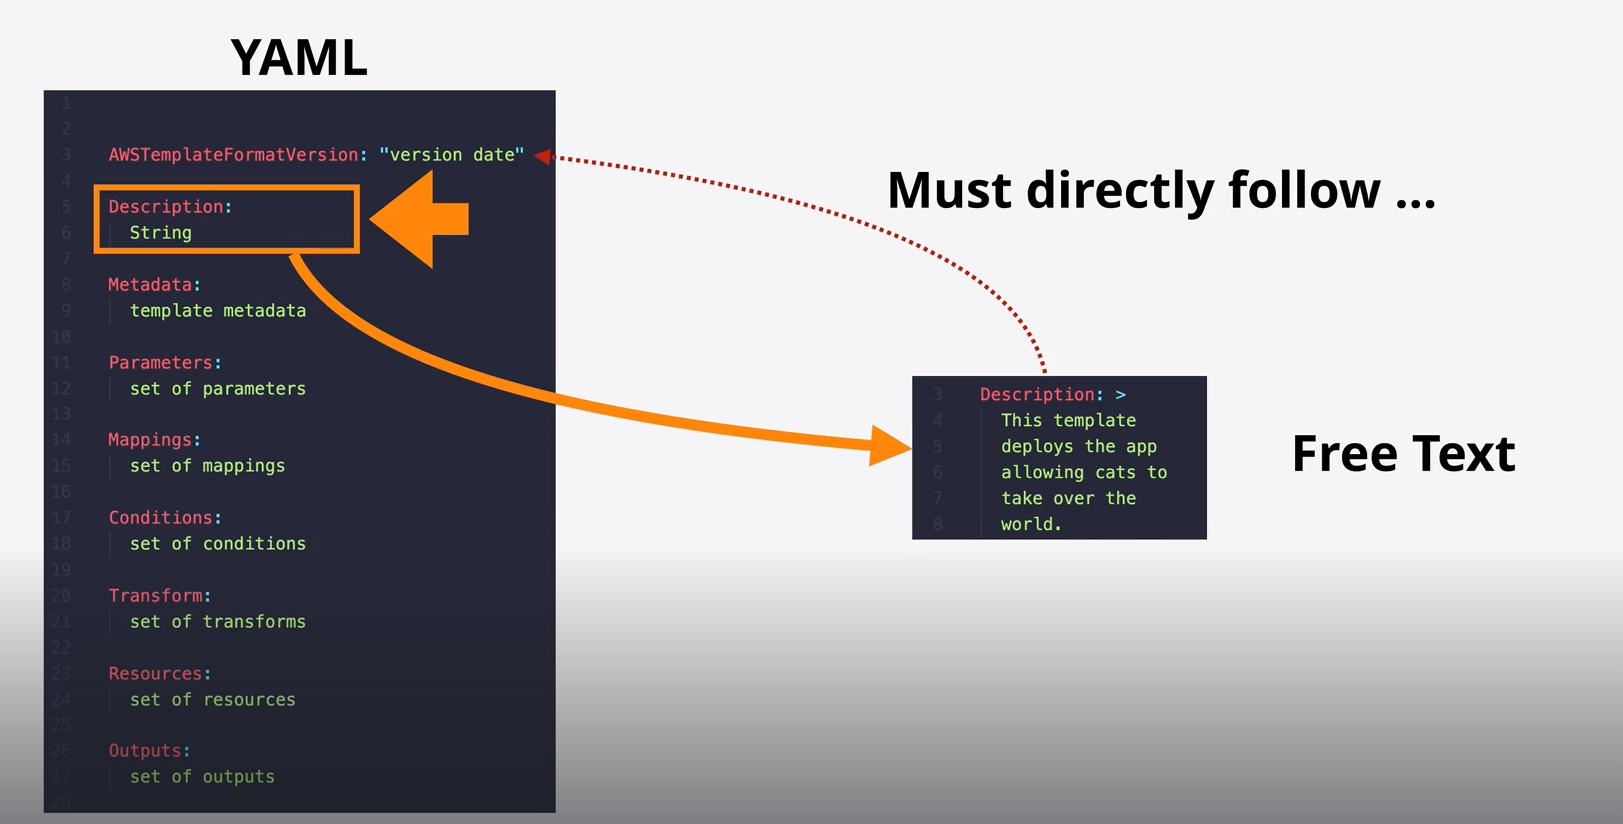 YAML
1
2
3 AWSTemplateFormatVersion: "version date"
4
5 Description:
6 String
7
8 Metadata:
9 template metadata
10
11 Parameters:
12 set of parameters
13
14 Mappings:
15 set of mappings
16
17 Conditions:
18 set of conditions
19
20 Transform:
21 set of transforms
22
23 Resources:
24 set of resources
25
26 Outputs:
27 set of outputs
28
Must directly follow ...
3 Description: >
4 This template
5 deploys the app
6 allowing cats to
7 take over the
8 world.
Free Text